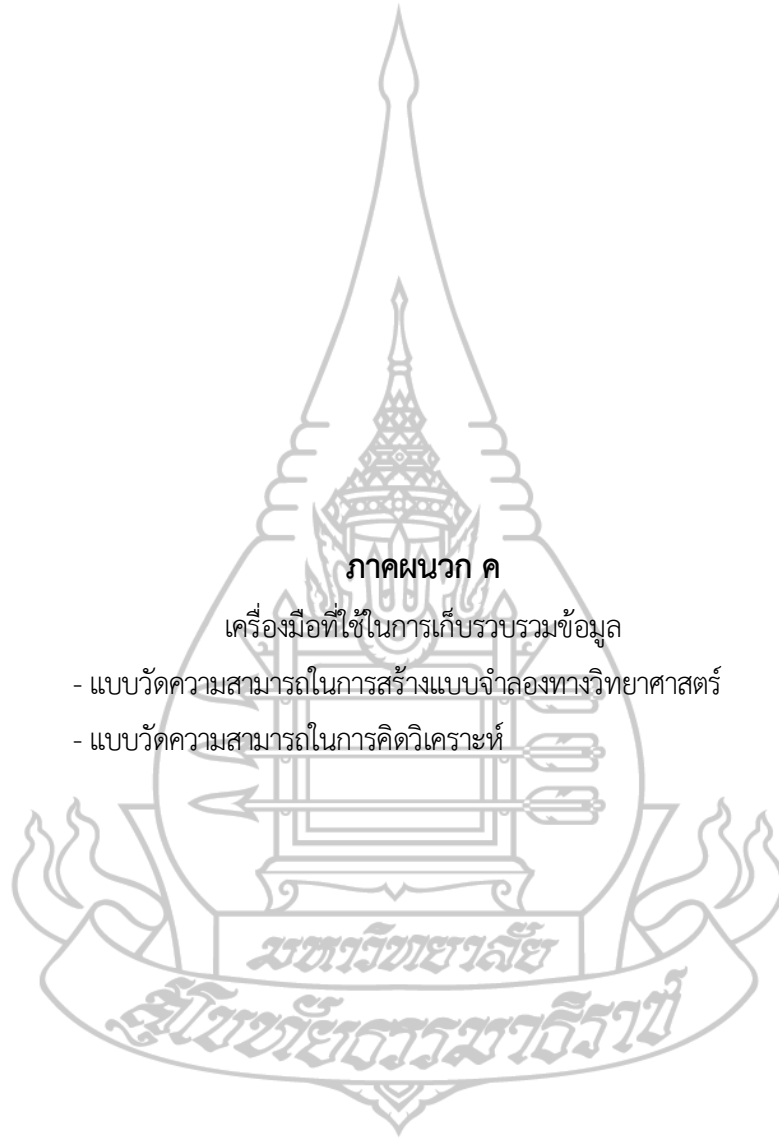 ภาคผนวก ค
เครื่องมือที่ใช้ในการเก็บรวบรวมข้อมูล
- แบบวัดความสามารถในการสร้างแบบจำลองทางวิทยาศาสตร์
- แบบวัดความสามารถในการคิดวิเคราะห์
มหาวิทยาลัย
สุโขทัยธรรมาธิราช